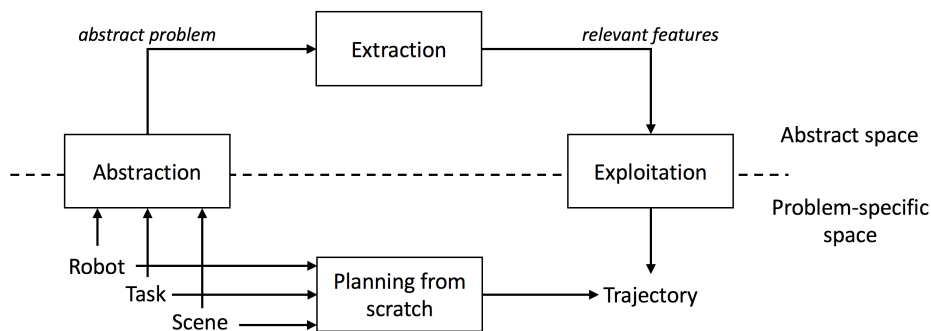 abstract problem
Extraction
relevant features
Abstract space
Abstraction
Exploitation
Problem-specific
space
Robot
Task
Scene
Planning from
scratch
Trajectory